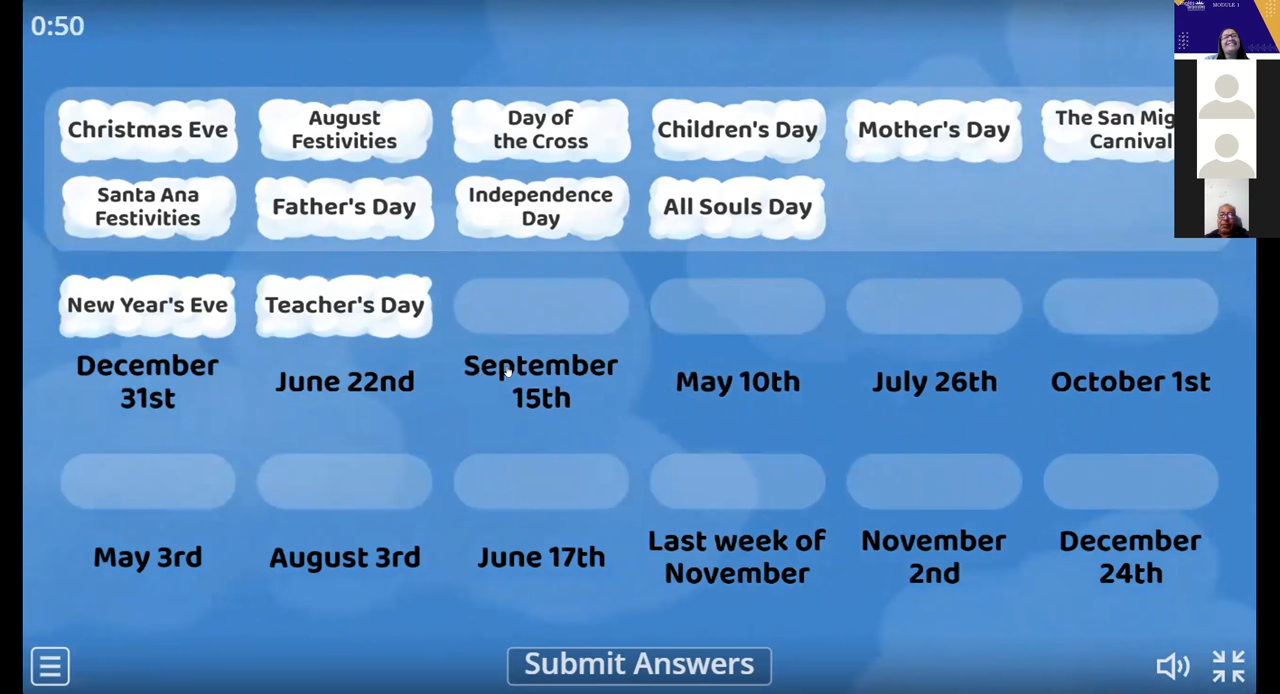 0:50
MODULE 1
Christmas Eve
August
Festivities
Day of
the Cross
Children's Day
Mother's Day
The San Mig
Carnival
Santa Ana
Festivities
Father's Day
Independence
Day
All Souls Day
New Year's Eve
Teacher's Day
December
31st
June 22nd
September
15th
May 10th
July 26th
October 1st
May 3rd
August 3rd
June 17th
Last week of
November
November
2nd
December
24th
Submit Answers